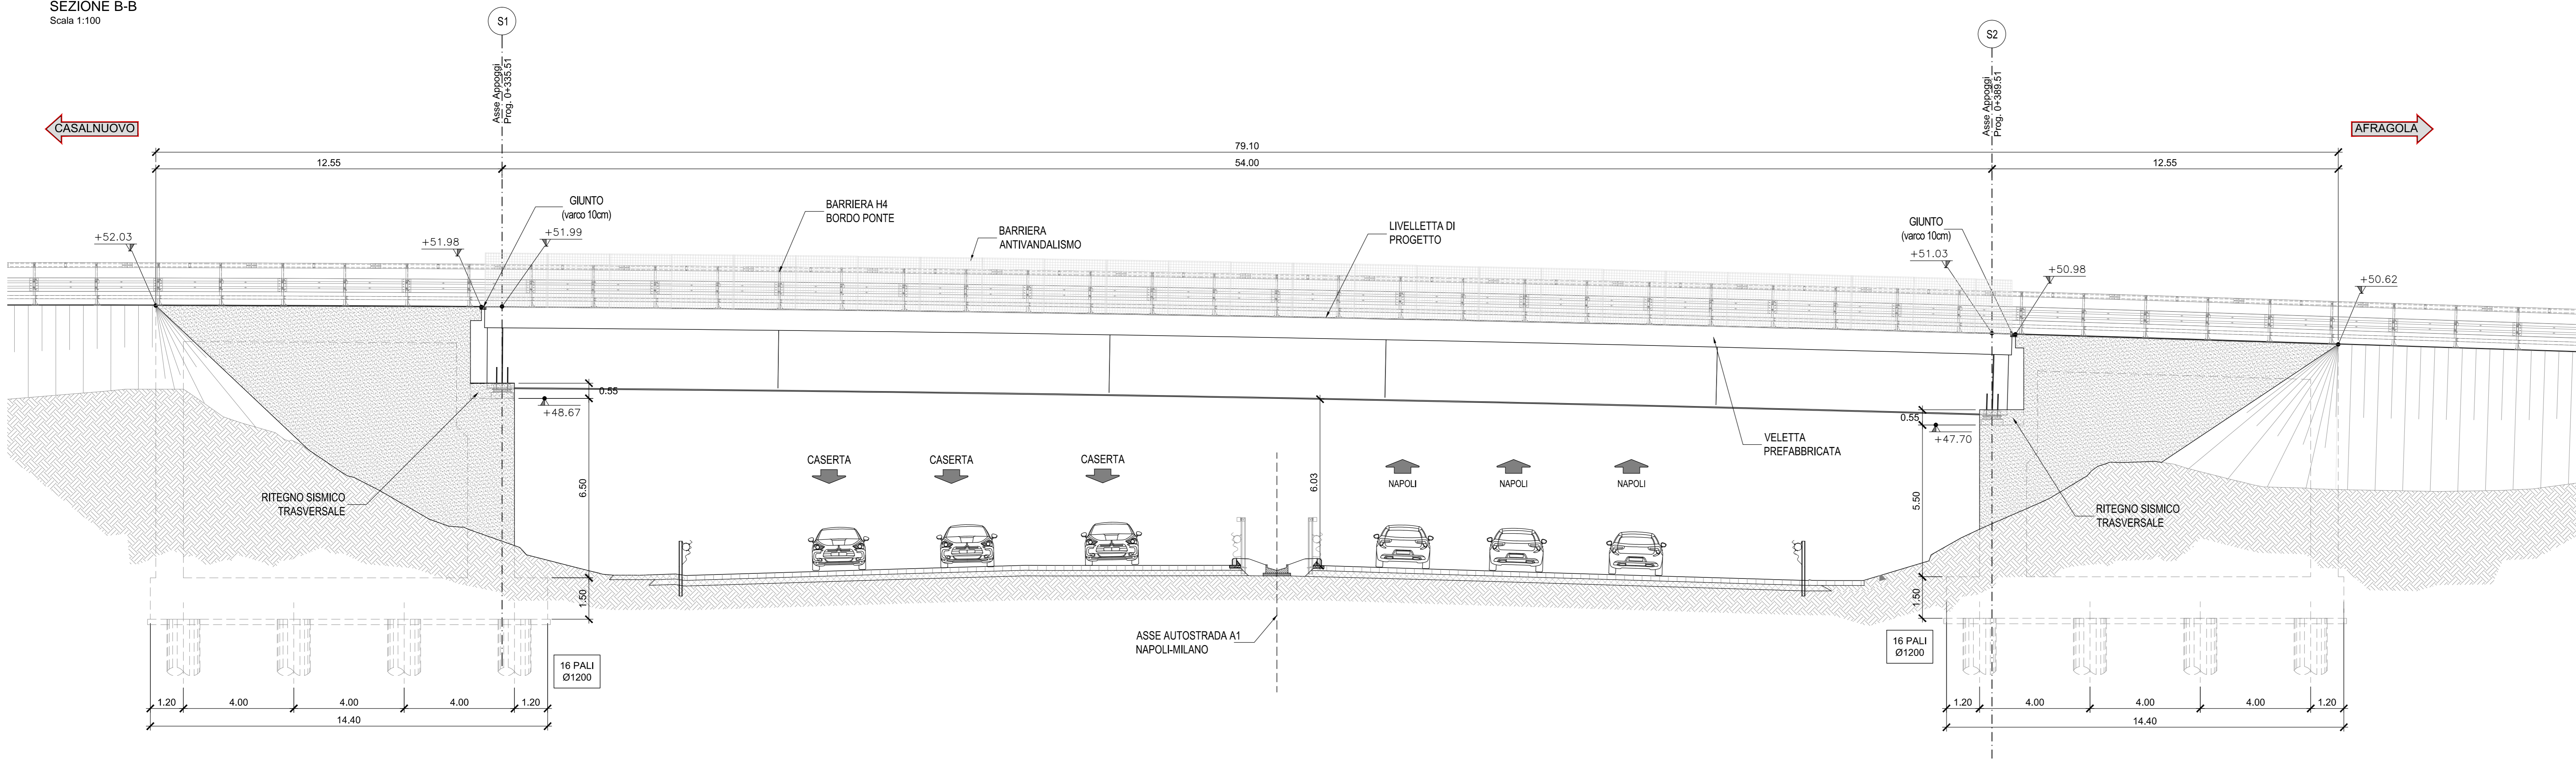 SEZIONE B-B
Scala 1:100
S1
S2
Asse Appoggi
Prog. 0+335.51
Asse Appoggi
Prog. 0+389.51
CASALNUOVO
AFRAGOLA
79.10
12.55
54.00
12.55
GIUNTO
(varco 10cm)
BARRIERA H4
BORDO PONTE
BARRIERA
ANTIVANDALISMO
LIVELLETTA DI
PROGETTO
GIUNTO
(varco 10cm)
+52.03
+51.98
+51.99
+51.03
+50.98
+50.62
0.55
+48.67
0.55
+47.70
VELETTA
PREFABBRICATA
CASERTA
CASERTA
CASERTA
NAPOLI
NAPOLI
NAPOLI
6.50
6.03
5.50
RITEGNO SISMICO
TRASVERSALE
RITEGNO SISMICO
TRASVERSALE
1.50
1.50
ASSE AUTOSTRADA A1
NAPOLI-MILANO
16 PALI
Ø1200
16 PALI
Ø1200
1.20
4.00
4.00
4.00
1.20
14.40
1.20
4.00
4.00
4.00
1.20
14.40